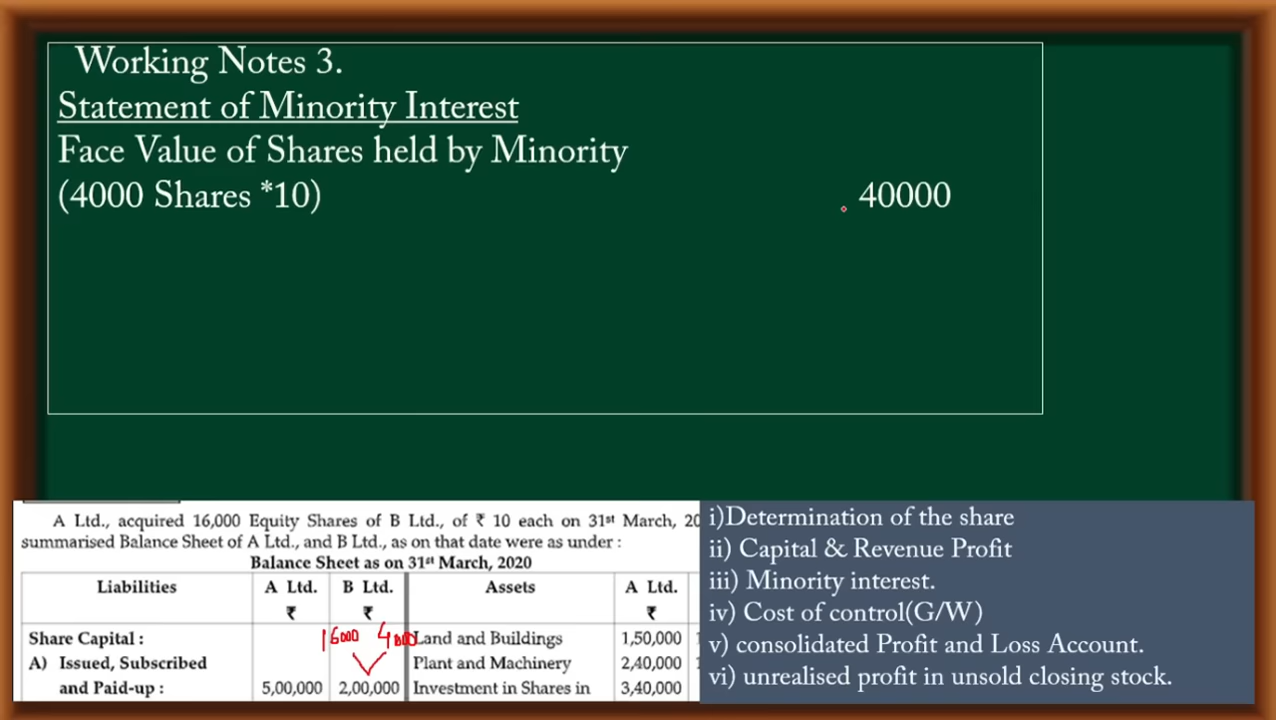 Working Notes 3.
Statement of Minority Interest
Face Value of Shares held by Minority
(4000 Shares *10) 40000
A Ltd., acquired 16,000 Equity Shares of B Ltd., of ₹ 10 each on 31st March, 20
summarised Balance Sheet of A Ltd., and B Ltd., as on that date were as under :
Balance Sheet as on 31st March, 2020
Liabilities A Ltd. B Ltd. Assets A Ltd.
₹ ₹ ₹
16000 4000
Share Capital : Land and Buildings 1,50,000
A) Issued, Subscribed Plant and Machinery 2,40,000
and Paid-up : 5,00,000 2,00,000 Investment in Shares in 3,40,000
i)Determination of the share
ii) Capital & Revenue Profit
iii) Minority interest.
iv) Cost of control(G/W)
v) consolidated Profit and Loss Account.
vi) unrealised profit in unsold closing stock.